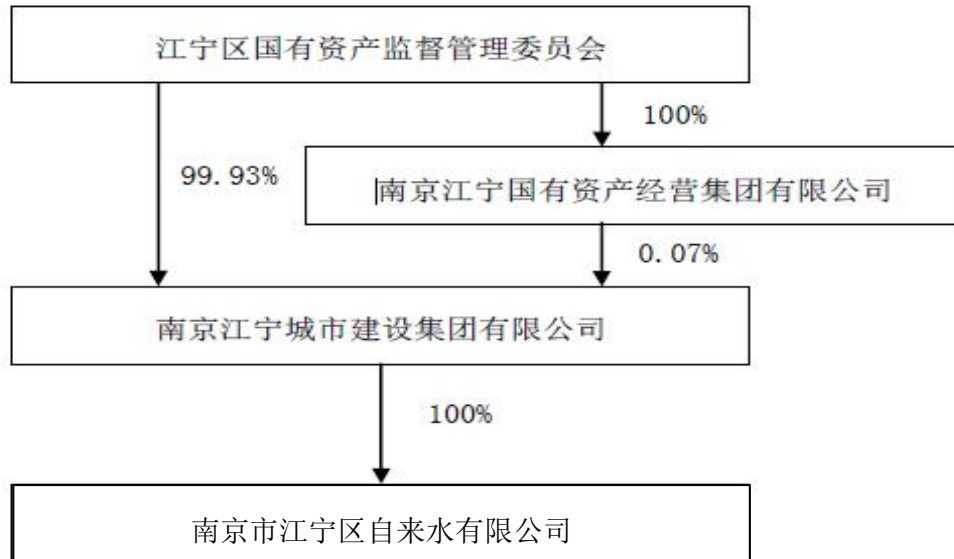 江宁区国有资产监督管理委员会
100%
99.93%
南京江宁国有资产经营集团有限公司
0.07%
南京江宁城市建设集团有限公司
100%
南京市江宁区自来水有限公司